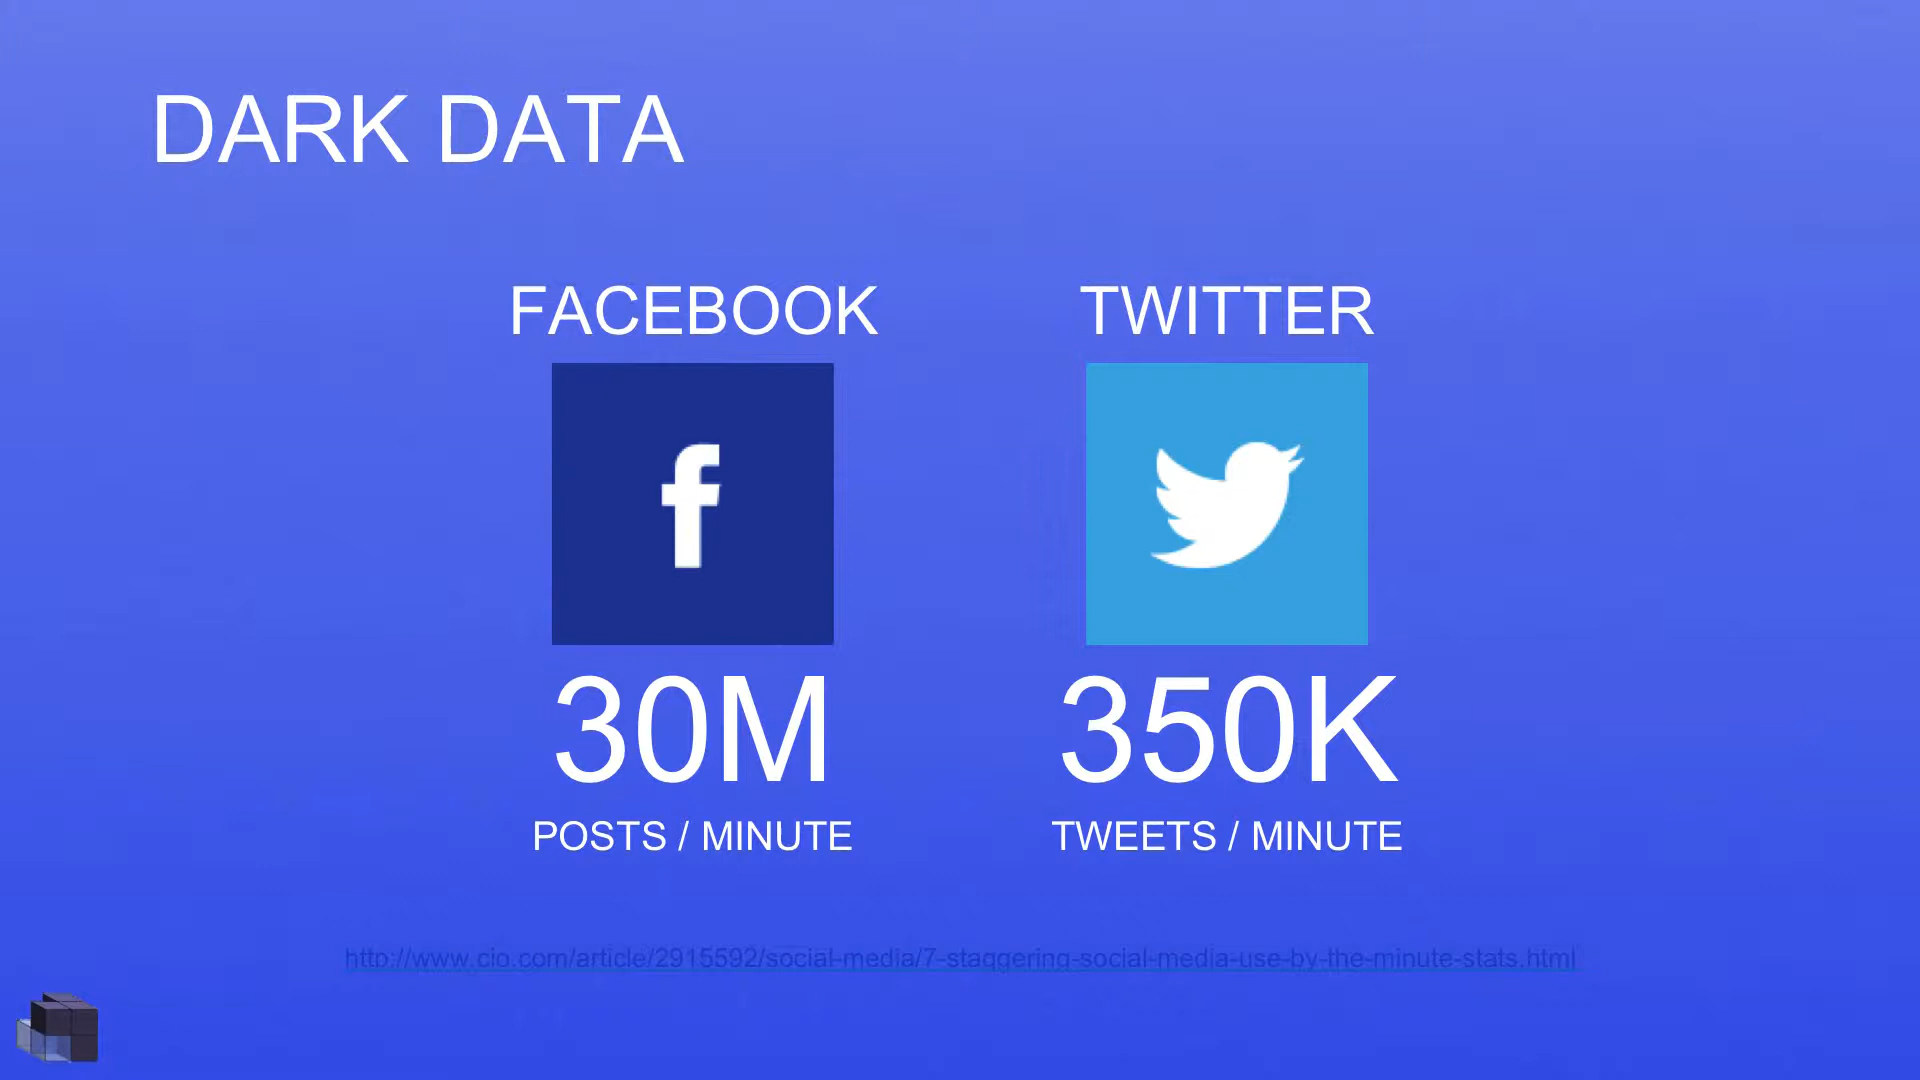 DARK DATA
FACEBOOK
TWITTER
30M
350K
POSTS / MINUTE
TWEETS / MINUTE
http://www.cio.com/article/2915592/social-media/7-staggering-social-media-use-by-the-minute-stats.html